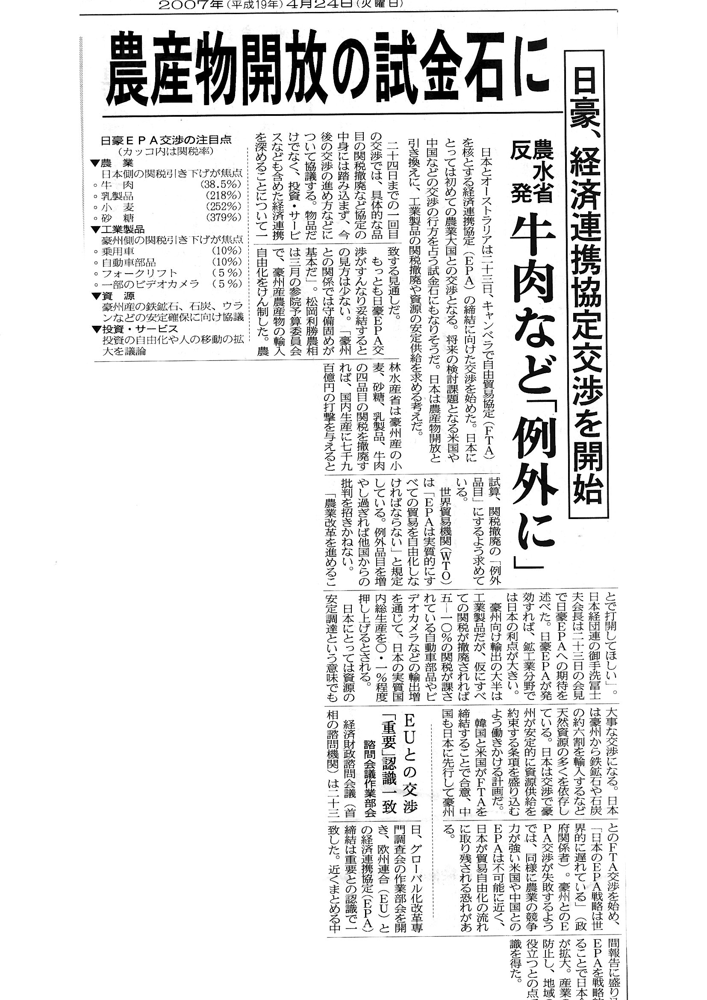 2007年(平成19年)4月24日(火曜日)
農産物開放の試金石に
日豪、経済連携協定交渉を開始
農水省
反発
牛肉など「例外に」
日本とオーストラリアは二十三日、キャンベラで自由貿易協定(FTA)
を核とする経済連携協定(EPA)の締結に向けた交渉を始めた。日本に
とっては初めての農業大国との交渉となる。将来の検討課題となる米国や
中国などの交渉の行方を占う試金石にもなりそうだ。日本は農産物開放と
引き換えに、工業製品の関税撤廃や資源の安定供給を求める考えだ。
二十四日までの一回目
の交渉では、具体的な品
目の関税撤廃など協定の
中身には踏み込まず、今
後の交渉の進め方などに
ついて協議する。物品だ
けでなく、投資・サービ
スなども含めた経済連携
を深めることについて一
致する見通しだ。
もっとも日豪EPA交
渉がすんなり妥結すると
の見方は少ない。「豪州
との関係では守備固めが
基本だ」。松岡利勝農相
は三月の参院予算委員会
で、豪州産農産物の輸入
自由化をけん制した。農
林水産省は豪州産の小
麦、砂糖、乳製品、牛肉
の四品目の関税を撤廃す
れば、国内生産に七千九
百億円の打撃を与えると
試算、関税撤廃の「例外
品目」にするよう求めて
いる。
世界貿易機関(WTO)
は「EPAは実質的にす
べての貿易を自由化しな
ければならない」と規定
している。例外品目を増
やし過ぎれば他国からの
批判を招きかねない。
「農業改革を進めるこ
とで打開してほしい」。
日本経団連の御手洗冨士
夫会長は二十三日の会見
で日豪EPAへの期待を
述べた。日豪EPAが発
効すれば、鉱工業分野で
は日本の利点が大きい。
豪州向け輸出の大半は
工業製品だが、仮にすべ
ての関税が撤廃されれば
五―一〇%の関税が課さ
れている自動車部品やビ
デオカメラなどの輸出増
を通じて、日本の実質国
内総生産を〇・一%程度
押し上げるとされる。
日本にとっては資源の
安定調達という意味でも
大事な交渉になる。日本
は豪州から鉄鉱石や石炭
の約六割を輸入するなど
天然資源の多くを依存し
ている。日本は交渉で豪
州が安定的に資源供給を
約束する条項を盛り込む
よう働きかける計画だ。
韓国と米国がFTAを
締結することで合意、中
国も日本に先行して豪州
とのFTA交渉を始め、
「日本のEPA戦略は世
界的に遅れている」(政
府関係者)。豪州とのE
PA交渉が失敗するよう
では、同様に農業の競争
力が強い米国や中国との
EPAは不可能に近く、
日本が貿易自由化の流れ
に取り残される恐れがあ
る。
日豪EPA交渉の注目点
(カッコ内は関税率)
▼農　業
日本側の関税引き下げが焦点
○牛　肉 (38.5%)
○乳製品 (218%)
○小　麦 (252%)
○砂　糖 (379%)
▼工業製品
豪州側の関税引き下げが焦点
○乗用車 (10%)
○自動車部品 (10%)
○フォークリフト (5%)
○一部のビデオカメラ (5%)
▼資　源
豪州産の鉄鉱石、石炭、ウラ
ンなどの安定確保に向け協議
▼投資・サービス
投資の自由化や人の移動の拡
大を議論
EUとの交渉
「重要」認識一致
諮問会議作業部会
経済財政諮問会議(首
相の諮問機関)は二十三
日、グローバル化改革専
門調査会の作業部会を開
き、欧州連合(EU)と
の経済連携協定(EPA)
締結は重要との認識で一
致した。近くまとめる中
間報告に盛り
EPAを戦略
ることで日本
が拡大。産業
防止し、地域
役立つとの点
識を得た。